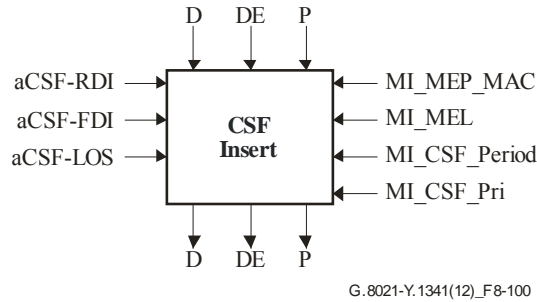 D DE P
aCSF-RDI
aCSF-FDI
aCSF-LOS
CSF
Insert
MI_MEP_MAC
MI_MEL
MI_CSF_Period
MI_CSF_Pri
D DE P
G.8021-Y.1341(12)_F8-100